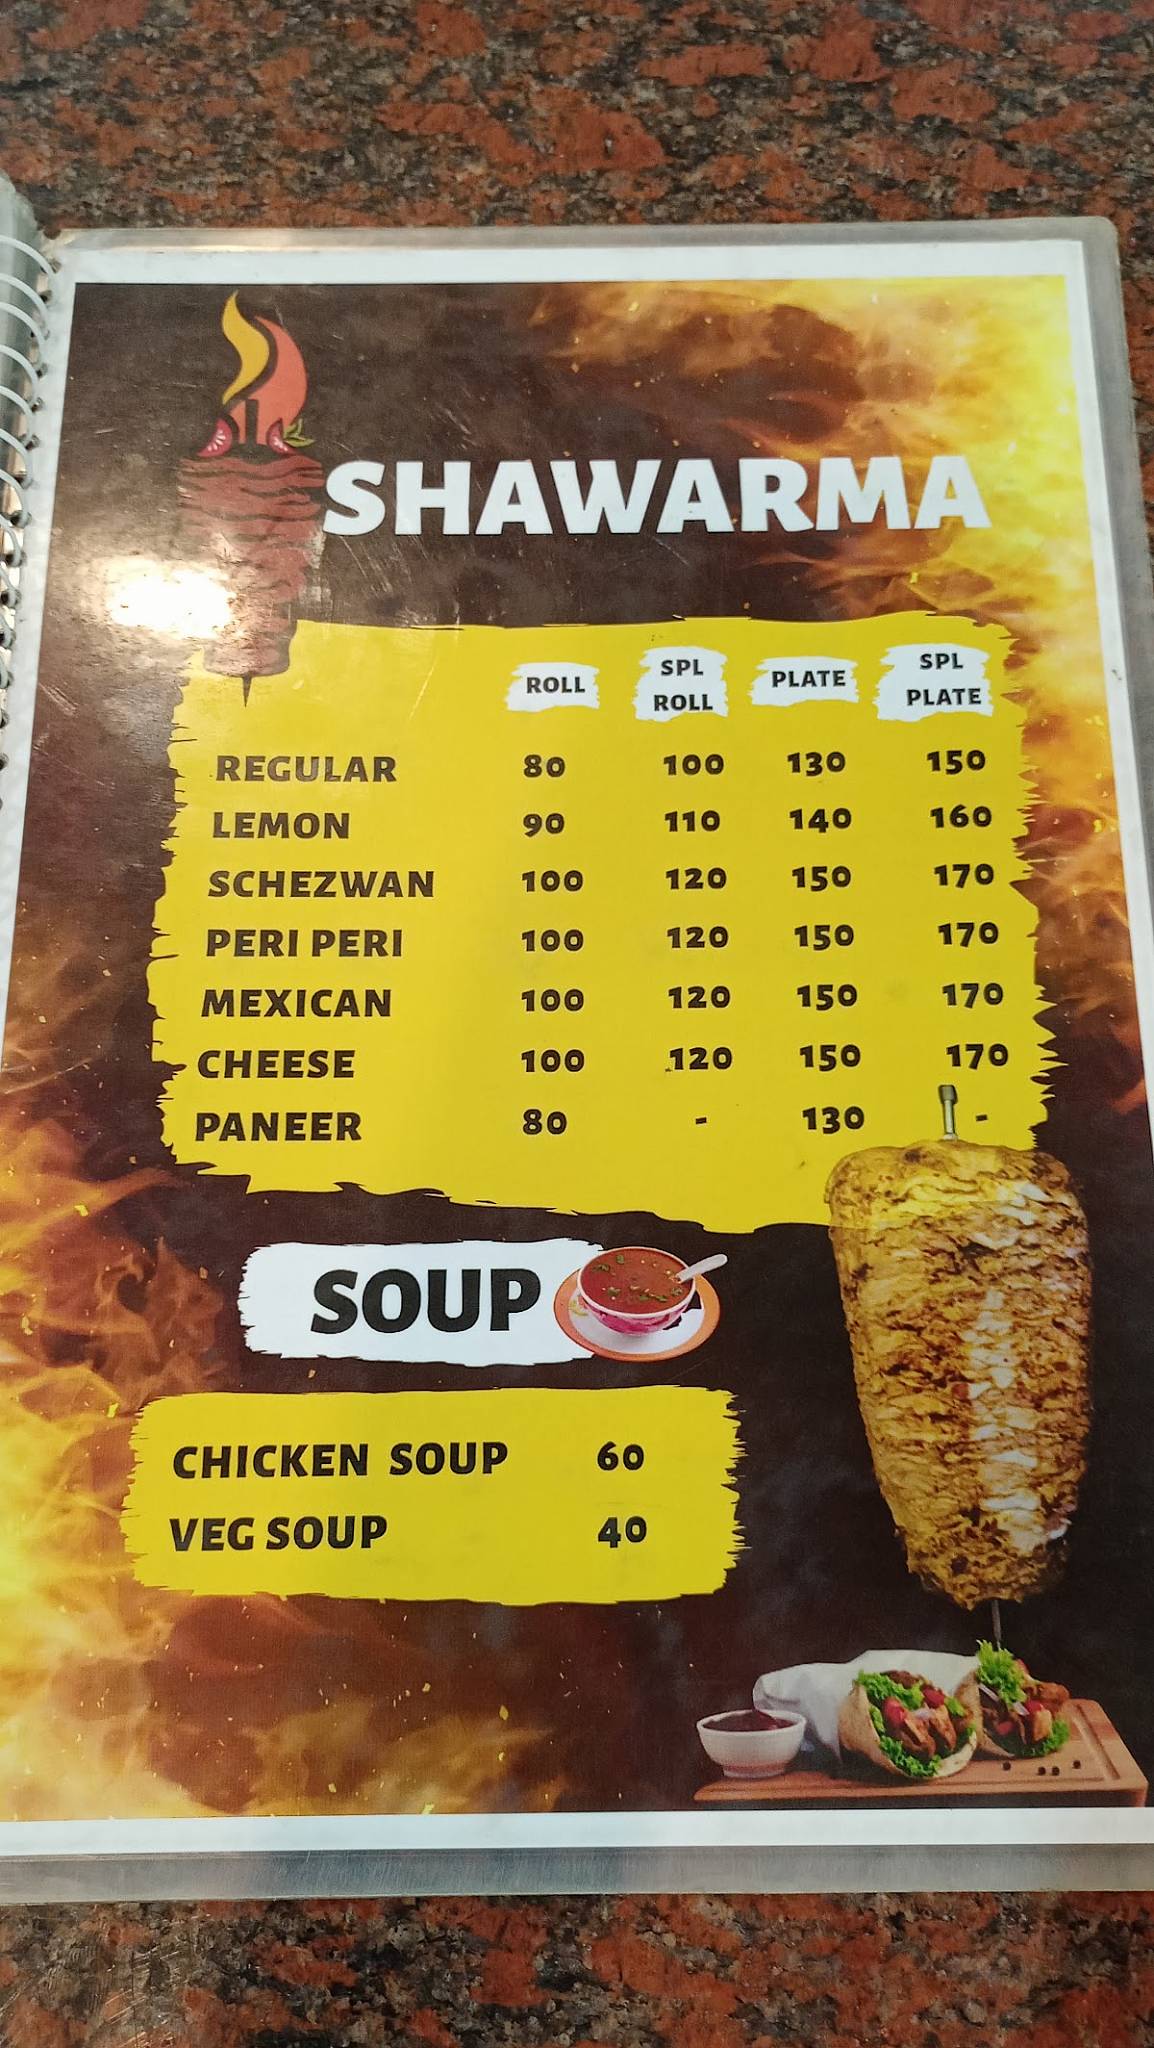 SHAWARMA
ROLL SPL ROLL PLATE SPL PLATE
REGULAR 80 100 130 150
LEMON 90 110 140 160
SCHEZWAN 100 120 150 170
PERI PERI 100 120 150 170
MEXICAN 100 120 150 170
CHEESE 100 120 150 170
PANEER 80 - 130 -
SOUP
CHICKEN SOUP 60
VEG SOUP 40